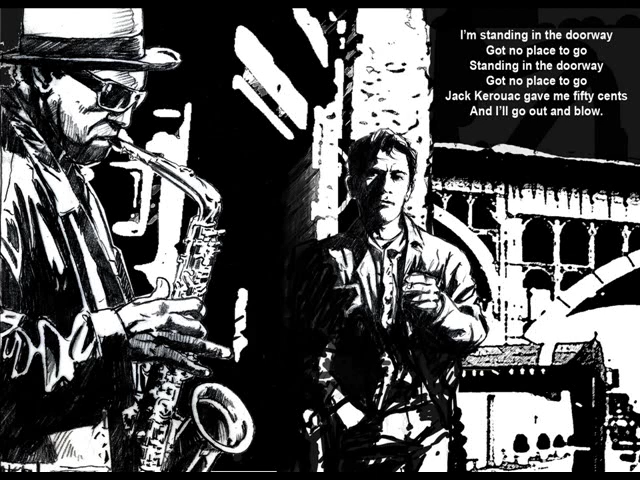 I'm standing in the doorway
Got no place to go
Standing in the doorway
Got no place to go
Jack Kerouac gave me fifty cents
And I'll go out and blow.